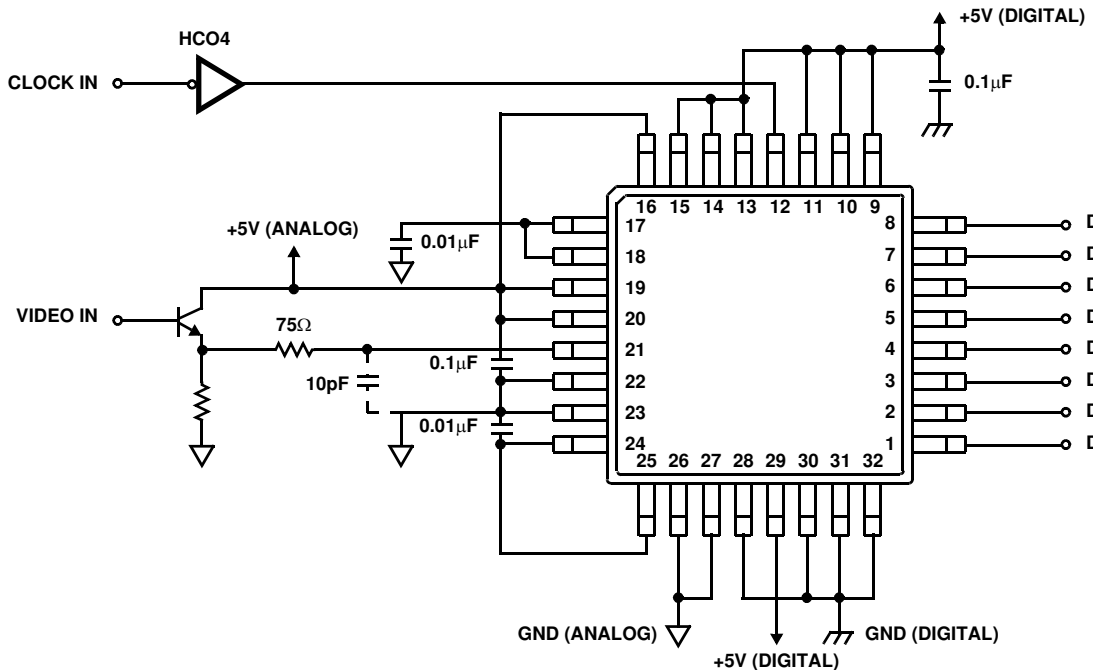 +5V (DIGITAL)
HCO4
CLOCK IN
0.1μF
16 15 14 13 12 11 10 9
17
18
19
20
21
22
23
24
8
7
6
5
4
3
2
1
25 26 27 28 29 30 31 32
+5V (ANALOG)
0.01μF
VIDEO IN
75Ω
10pF
0.1μF
0.01μF
D
D
D
D
D
D
D
D
GND (ANALOG)
GND (DIGITAL)
+5V (DIGITAL)